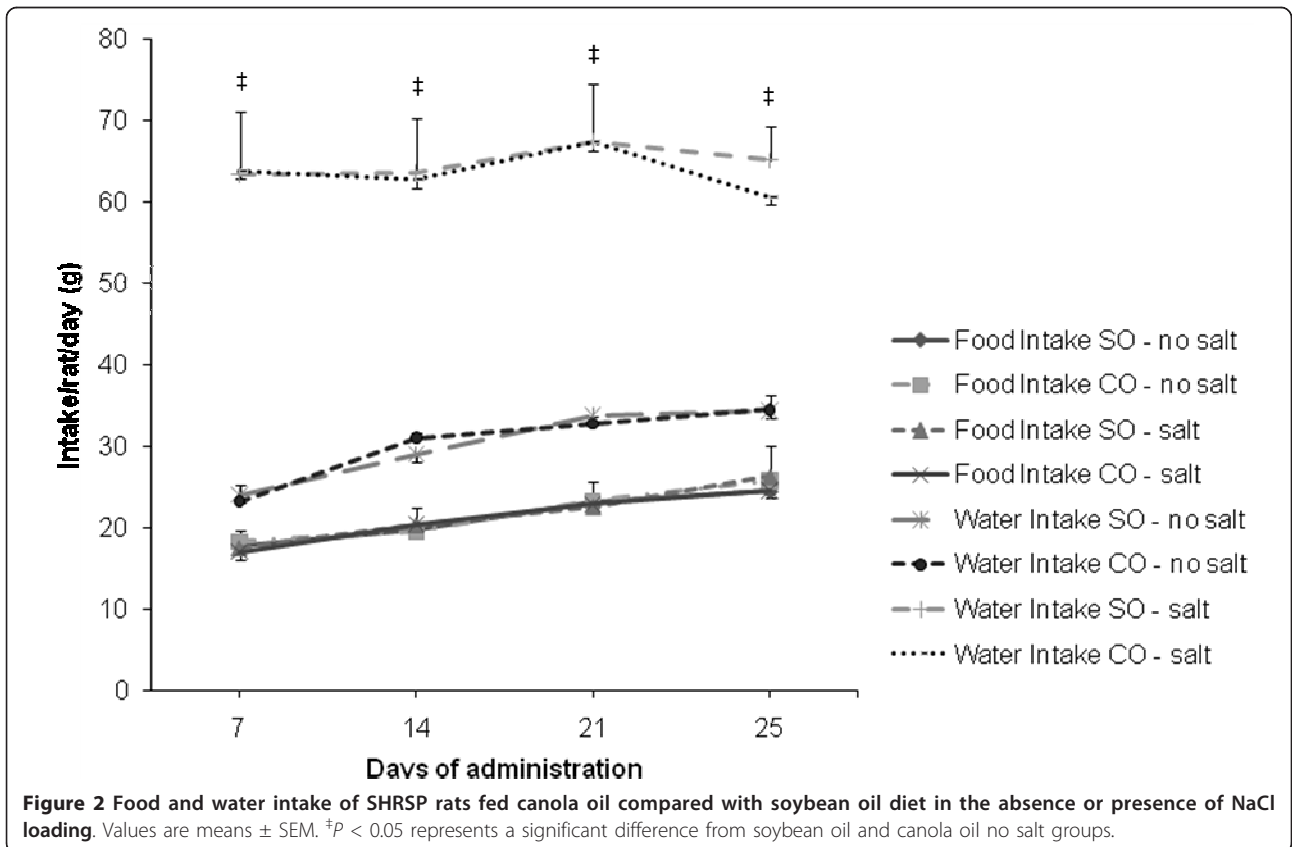 80
70
60
50
40
30
20
10
0
‡ ‡ ‡ ‡
Intake/rat/day (g)
7 14 21 25
Days of administration
Food Intake SO - no salt
Food Intake CO - no salt
Food Intake SO - salt
Food Intake CO - salt
Water Intake SO - no salt
Water Intake CO - no salt
Water Intake SO - salt
Water Intake CO - salt
Figure 2 Food and water intake of SHRSP rats fed canola oil compared with soybean oil diet in the absence or presence of NaCl
loading. Values are means ± SEM. ‡P < 0.05 represents a significant difference from soybean oil and canola oil no salt groups.